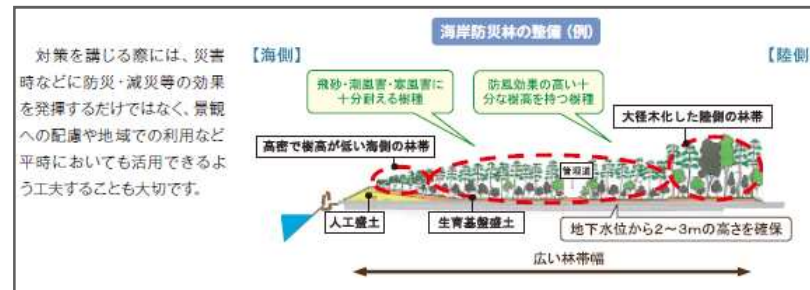 海岸防災林の整備（例）
対策を講じる際には、災害
時などに防災・減災等の効果
を発揮するだけではなく、景観
への配慮や地域での利用など
平時においても活用できるよ
う工夫することも大切です。
【海側】
【陸側】
飛砂・潮風害・寒風害に
十分耐える樹種
防風効果の高い十
分な樹高を持つ樹種
大径木化した陸側の林帯
高密で樹高が低い海側の林帯
管理道
人工盛土
生育基盤盛土
地下水位から2～3mの高さを確保
広い林帯幅